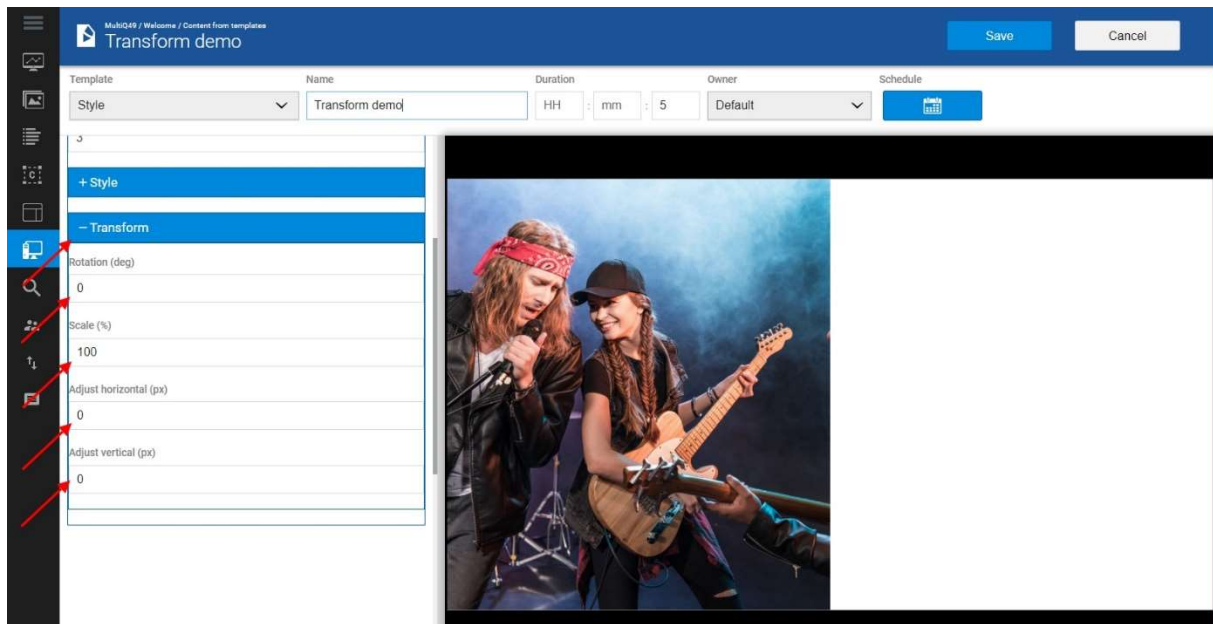 MultiQ49 / Welcome / Content from templates
Transform demo
Save
Cancel
Template
Name
Duration
Owner
Schedule
Style
Transform demo
HH : mm : 5
Default
3
+ Style
− Transform
Rotation (deg)
0
Scale (%)
100
Adjust horizontal (px)
0
Adjust vertical (px)
0